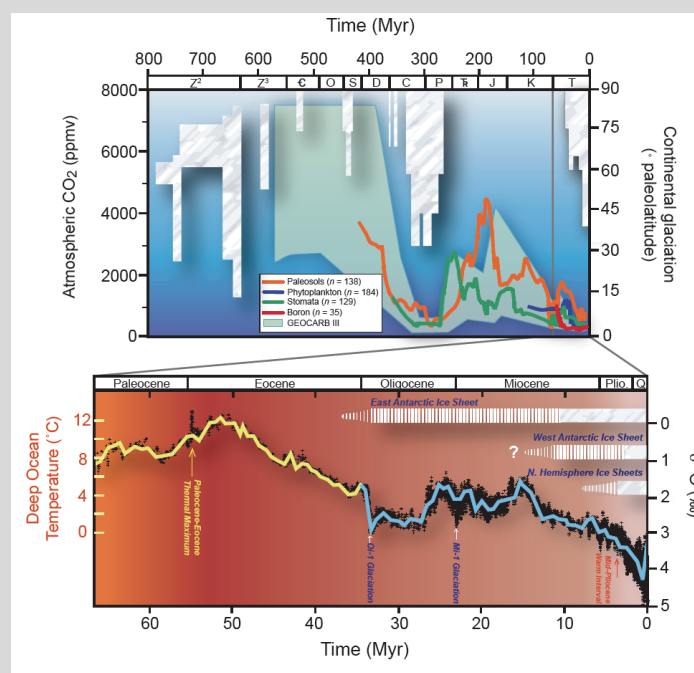 Time (Myr)
800 700 600 500 400 300 200 100 0
Z² Z³ Є O S D C P Ћ J K T
Atmospheric CO₂ (ppmv)
8000
6000
4000
2000
0
Continental glaciation
(° paleolatitude)
90
75
60
45
30
15
0
Paleosols (n = 138)
Phytoplankton (n = 184)
Stomata (n = 129)
Boron (n = 35)
GEOCARB III
Paleocene Eocene Oligocene Miocene Plio. Q
Deep Ocean
Temperature (°C)
12
8
4
0
East Antarctic Ice Sheet
West Antarctic Ice Sheet
?
N. Hemisphere Ice Sheets
Paleocene-Eocene
Thermal Maximum
Oi-1 Glaciation
Mi-1 Glaciation
Mid-Pliocene
Warm Interval
0
1
2
3
4
5
(‰)
60 50 40 30 20 10 0
Time (Myr)